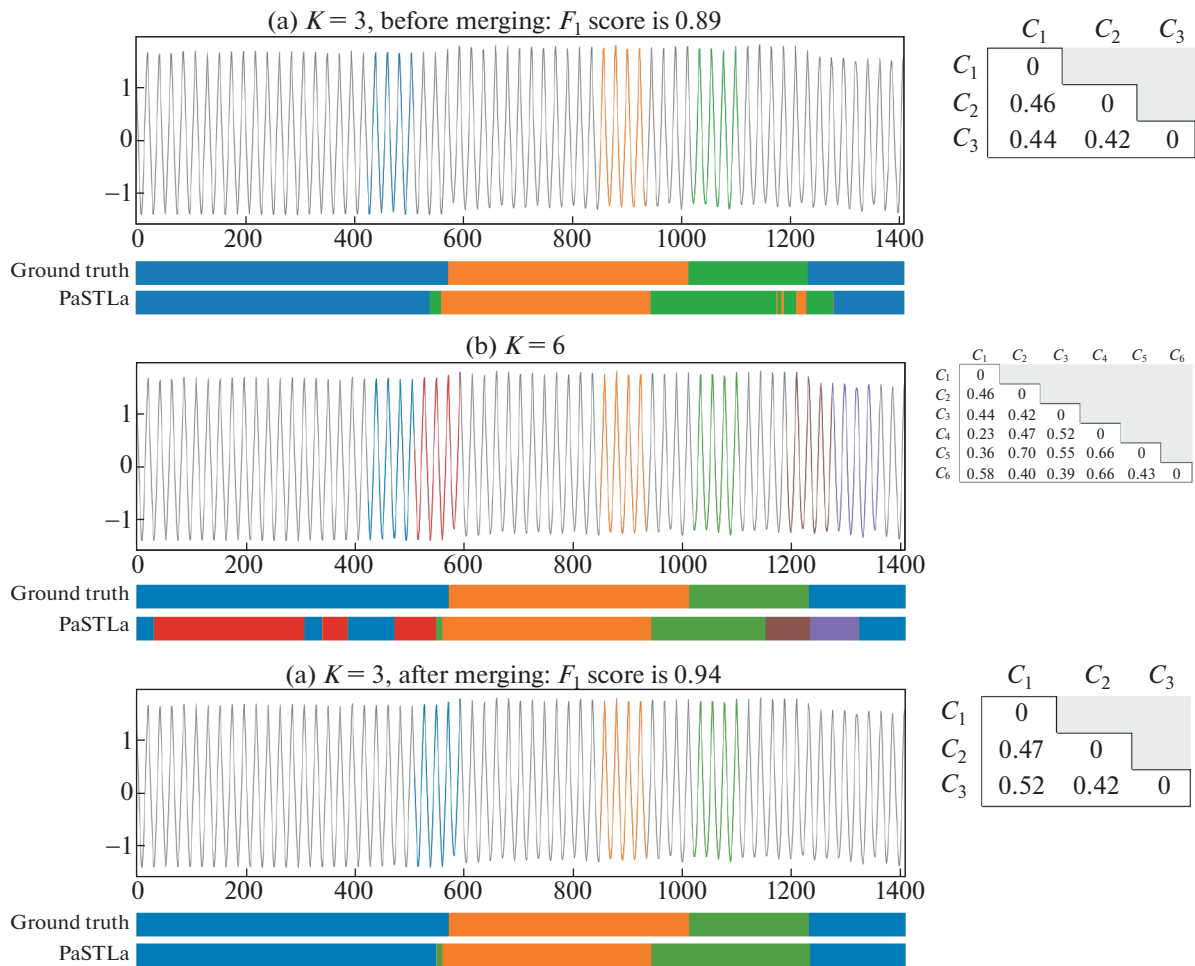 (a) K = 3, before merging: F1 score is 0.89
1
0
−1
0 200 400 600 800 1000 1200 1400
Ground truth
PaSTLa
C1 C2 C3
C1 0
C2 0.46 0
C3 0.44 0.42 0
(b) K = 6
1
0
−1
0 200 400 600 800 1000 1200 1400
Ground truth
PaSTLa
C1 C2 C3 C4 C5 C6
C1 0
C2 0.46 0
C3 0.44 0.42 0
C4 0.23 0.47 0.52 0
C5 0.36 0.70 0.55 0.66 0
C6 0.58 0.40 0.39 0.66 0.43 0
(a) K = 3, after merging: F1 score is 0.94
1
0
−1
0 200 400 600 800 1000 1200 1400
Ground truth
PaSTLa
C1 C2 C3
C1 0
C2 0.47 0
C3 0.52 0.42 0